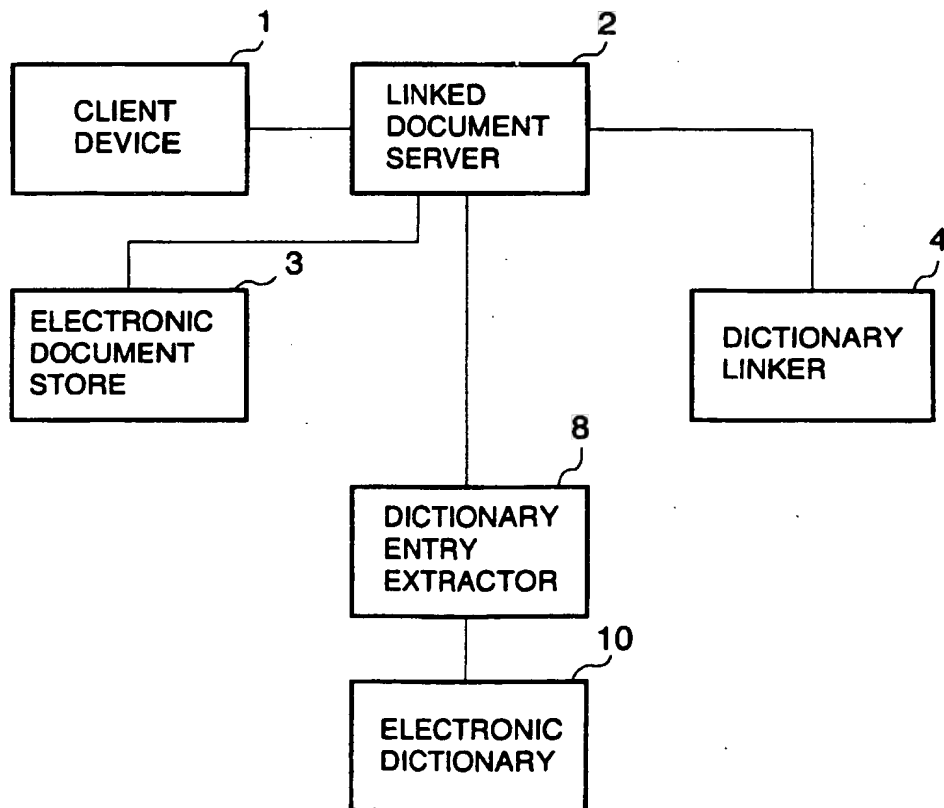 1
CLIENT
DEVICE
2
LINKED
DOCUMENT
SERVER
3
ELECTRONIC
DOCUMENT
STORE
4
DICTIONARY
LINKER
8
DICTIONARY
ENTRY
EXTRACTOR
10
ELECTRONIC
DICTIONARY